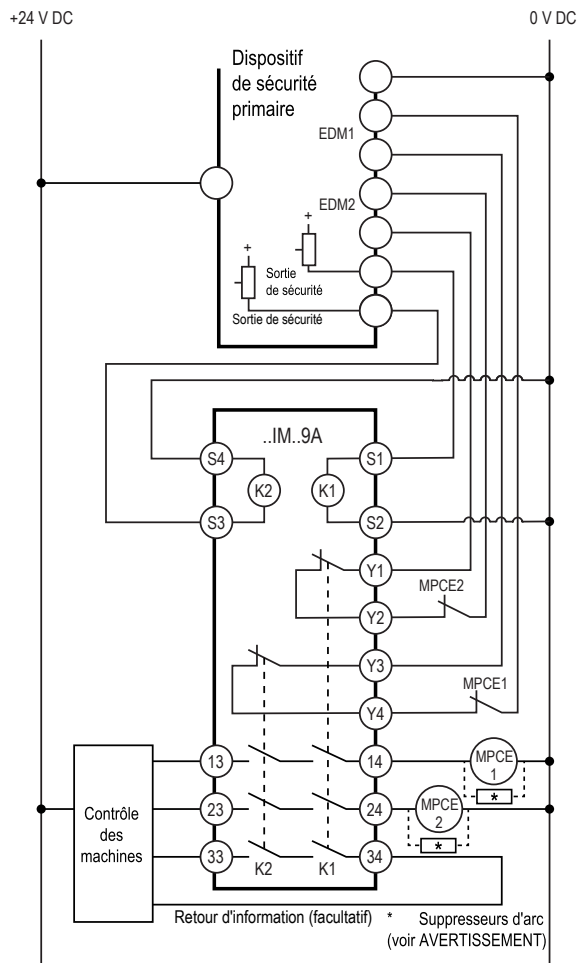 +24 V DC
0 V DC
Dispositif
de sécurité
primaire
EDM1
EDM2
+
+
Sortie
de sécurité
Sortie de sécurité
..IM..9A
S4
S1
K2
K1
S3
S2
Y1
MPCE2
Y2
Y3
MPCE1
Y4
13
14
MPCE
1
*
Contrôle
des
machines
23
24
MPCE
2
*
33
K2
K1
34
Retour d'information (facultatif)
* Suppresseurs d'arc
(voir AVERTISSEMENT)